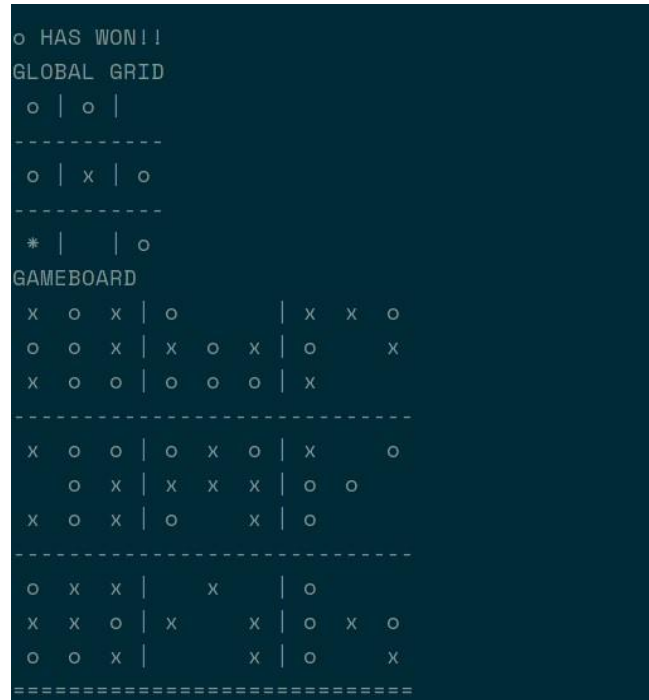 o HAS WON!!
GLOBAL GRID
 o | o |
-----------
 o | x | o
-----------
 * |   | o
GAMEBOARD
 x  o  x | o       | x  x  o
 o  o  x | x  o  x | o     x
 x  o  o | o  o  o | x
-----------------------------
 x  o  o | o  x  o | x     o
    o  x | x  x  x | o  o
 x  o  x | o     x | o
-----------------------------
 o  x  x |    x    | o
 x  x  o | x     x | o  x  o
 o  o  x |       x | o     x
=============================